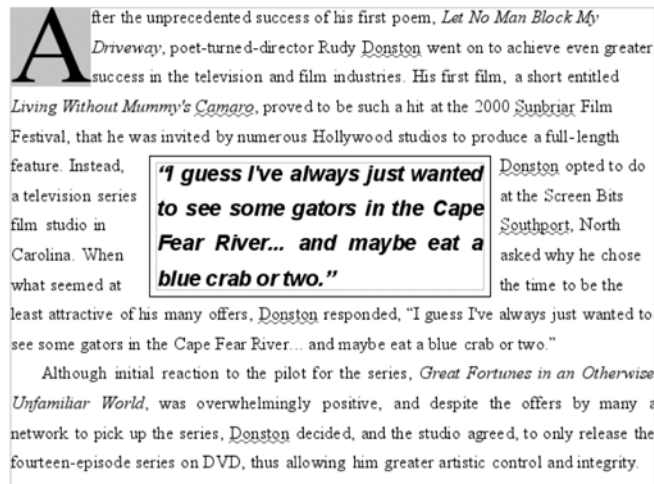 After the unprecedented success of his first poem, Let No Man Block My
Driveway, poet-turned-director Rudy Donston went on to achieve even greater
success in the television and film industries. His first film, a short entitled
Living Without Mummy's Camaro, proved to be such a hit at the 2000 Sunbriar Film
Festival, that he was invited by numerous Hollywood studios to produce a full-length
feature. Instead, Donston opted to do
a television series at the Screen Bits
film studio in Southport, North
Carolina. When asked why he chose
what seemed at the time to be the
“I guess I've always just wanted
to see some gators in the Cape
Fear River... and maybe eat a
blue crab or two.”
least attractive of his many offers, Donston responded, “I guess I've always just wanted to
see some gators in the Cape Fear River... and maybe eat a blue crab or two.”
Although initial reaction to the pilot for the series, Great Fortunes in an Otherwise
Unfamiliar World, was overwhelmingly positive, and despite the offers by many a
network to pick up the series, Donston decided, and the studio agreed, to only release the
fourteen-episode series on DVD, thus allowing him greater artistic control and integrity.